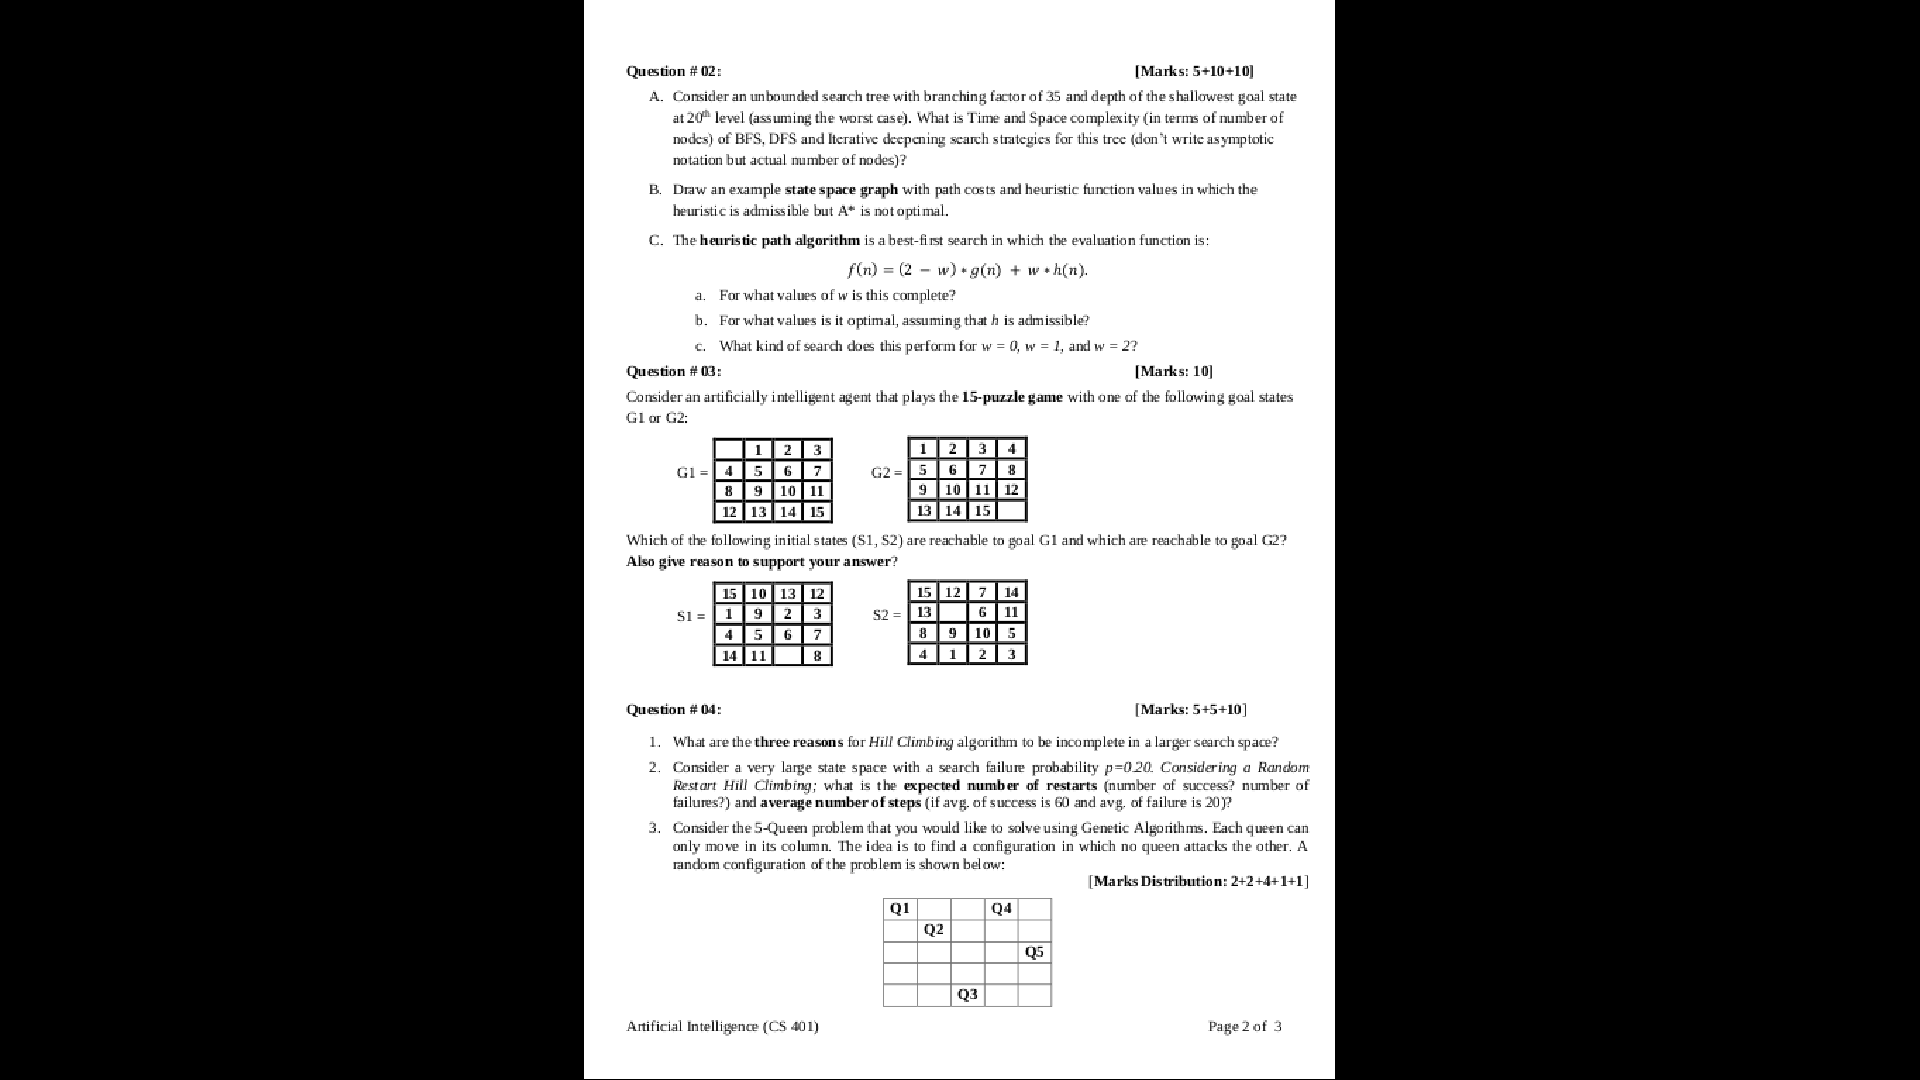 Question # 02: [Marks: 5+10+10]
A. Consider an unbounded search tree with branching factor of 35 and depth of the shallowest goal state
at 20th level (assuming the worst case). What is Time and Space complexity (in terms of number of
nodes) of BFS, DFS and Iterative deepening search strategies for this tree (don't write asymptotic
notation but actual number of nodes)?
B. Draw an example state space graph with path costs and heuristic function values in which the
heuristic is admissible but A* is not optimal.
C. The heuristic path algorithm is a best-first search in which the evaluation function is:
f(n) = (2 − w) * g(n) + w * h(n).
a. For what values of w is this complete?
b. For what values is it optimal, assuming that h is admissible?
c. What kind of search does this perform for w = 0, w = 1, and w = 2?
Question # 03: [Marks: 10]
Consider an artificially intelligent agent that plays the 15-puzzle game with one of the following goal states
G1 or G2:
1 2 3 1 2 3 4
G1 = 4 5 6 7 G2 = 5 6 7 8
8 9 10 11 9 10 11 12
12 13 14 15 13 14 15
Which of the following initial states (S1, S2) are reachable to goal G1 and which are reachable to goal G2?
Also give reason to support your answer?
15 10 13 12 15 12 7 14
S1 = 1 9 2 3 S2 = 13 6 11
4 5 6 7 8 9 10 5
14 11 8 4 1 2 3
Question # 04: [Marks: 5+5+10]
1. What are the three reasons for Hill Climbing algorithm to be incomplete in a larger search space?
2. Consider a very large state space with a search failure probability p=0.20. Considering a Random
Restart Hill Climbing; what is the expected number of restarts (number of success? number of
failures?) and average number of steps (if avg. of success is 60 and avg. of failure is 20)?
3. Consider the 5-Queen problem that you would like to solve using Genetic Algorithms. Each queen can
only move in its column. The idea is to find a configuration in which no queen attacks the other. A
random configuration of the problem is shown below:
[Marks Distribution: 2+2+4+1+1]
Q1 Q4
Q2
Q5
Q3
Artificial Intelligence (CS 401) Page 2 of 3